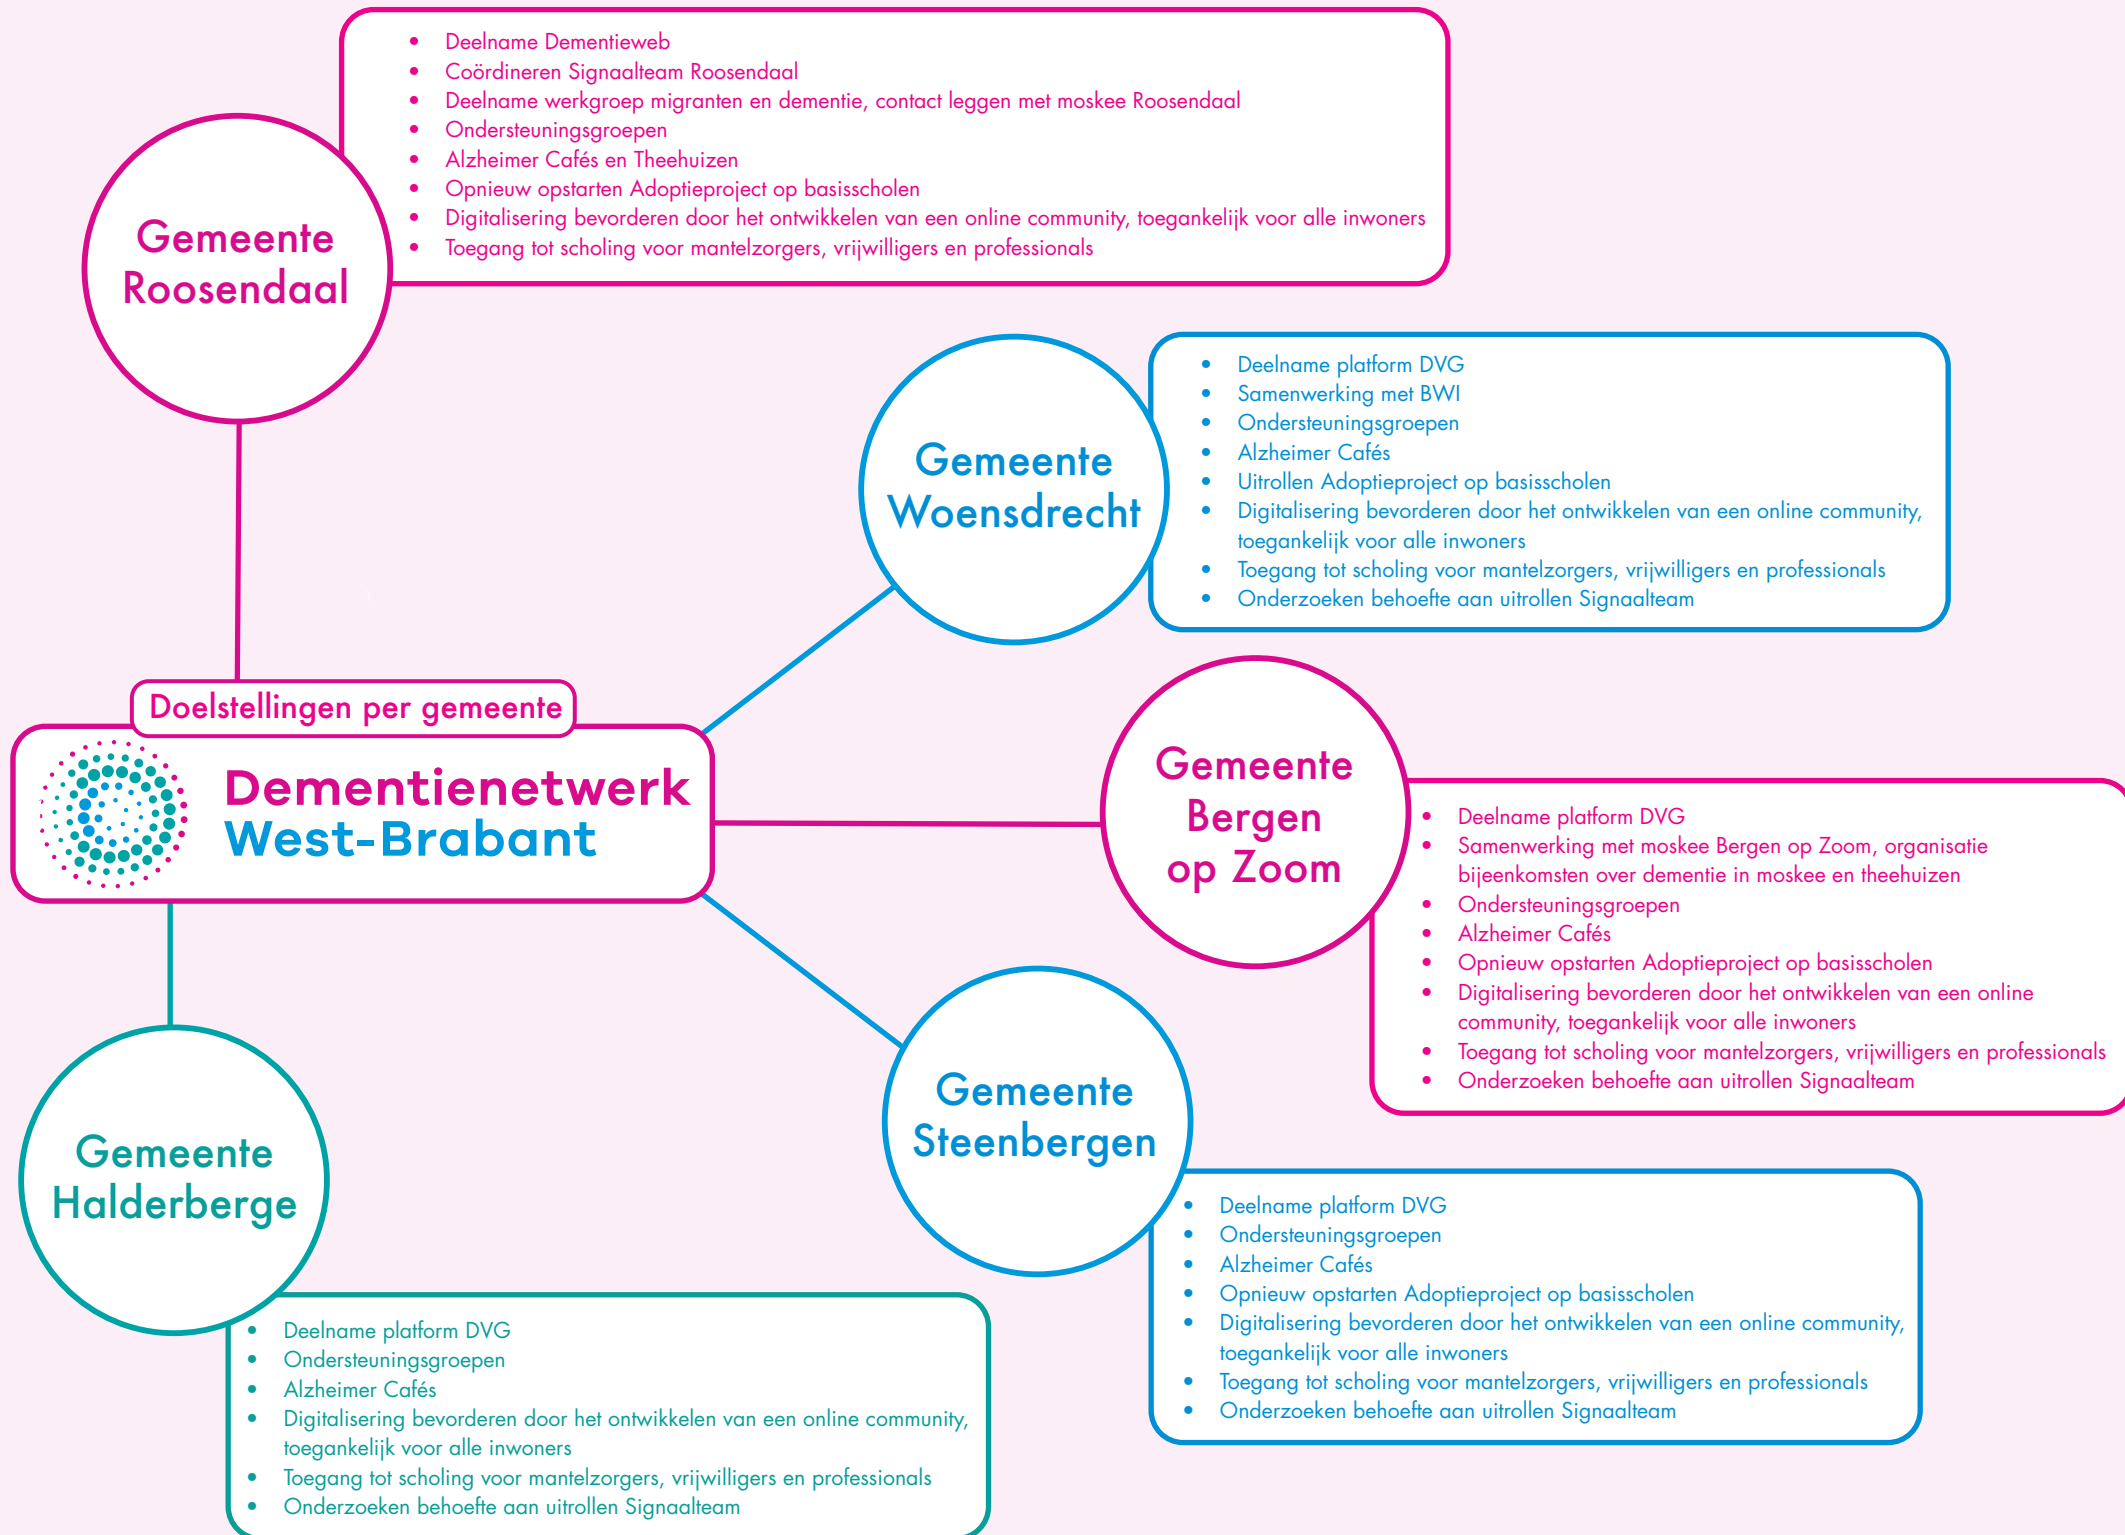 • Deelname Dementieweb
• Coördineren Signaalteam Roosendaal
• Deelname werkgroep migranten en dementie, contact leggen met moskee Roosendaal
• Ondersteuningsgroepen
• Alzheimer Cafés en Theehuizen
• Opnieuw opstarten Adoptieproject op basisscholen
• Digitalisering bevorderen door het ontwikkelen van een online community, toegankelijk voor alle inwoners
• Toegang tot scholing voor mantelzorgers, vrijwilligers en professionals
Gemeente
Roosendaal
Gemeente
Woensdrecht
• Deelname platform DVG
• Samenwerking met BWI
• Ondersteuningsgroepen
• Alzheimer Cafés
• Uitrollen Adoptieproject op basisscholen
• Digitalisering bevorderen door het ontwikkelen van een online community,
toegankelijk voor alle inwoners
• Toegang tot scholing voor mantelzorgers, vrijwilligers en professionals
• Onderzoeken behoefte aan uitrollen Signaalteam
Doelstellingen per gemeente
Dementienetwerk
West-Brabant
Gemeente
Bergen
op Zoom
• Deelname platform DVG
• Samenwerking met moskee Bergen op Zoom, organisatie
bijeenkomsten over dementie in moskee en theehuizen
• Ondersteuningsgroepen
• Alzheimer Cafés
• Opnieuw opstarten Adoptieproject op basisscholen
• Digitalisering bevorderen door het ontwikkelen van een online
community, toegankelijk voor alle inwoners
• Toegang tot scholing voor mantelzorgers, vrijwilligers en professionals
• Onderzoeken behoefte aan uitrollen Signaalteam
Gemeente
Steenbergen
• Deelname platform DVG
• Ondersteuningsgroepen
• Alzheimer Cafés
• Opnieuw opstarten Adoptieproject op basisscholen
• Digitalisering bevorderen door het ontwikkelen van een online community,
toegankelijk voor alle inwoners
• Toegang tot scholing voor mantelzorgers, vrijwilligers en professionals
• Onderzoeken behoefte aan uitrollen Signaalteam
Gemeente
Halderberge
• Deelname platform DVG
• Ondersteuningsgroepen
• Alzheimer Cafés
• Digitalisering bevorderen door het ontwikkelen van een online community,
toegankelijk voor alle inwoners
• Toegang tot scholing voor mantelzorgers, vrijwilligers en professionals
• Onderzoeken behoefte aan uitrollen Signaalteam